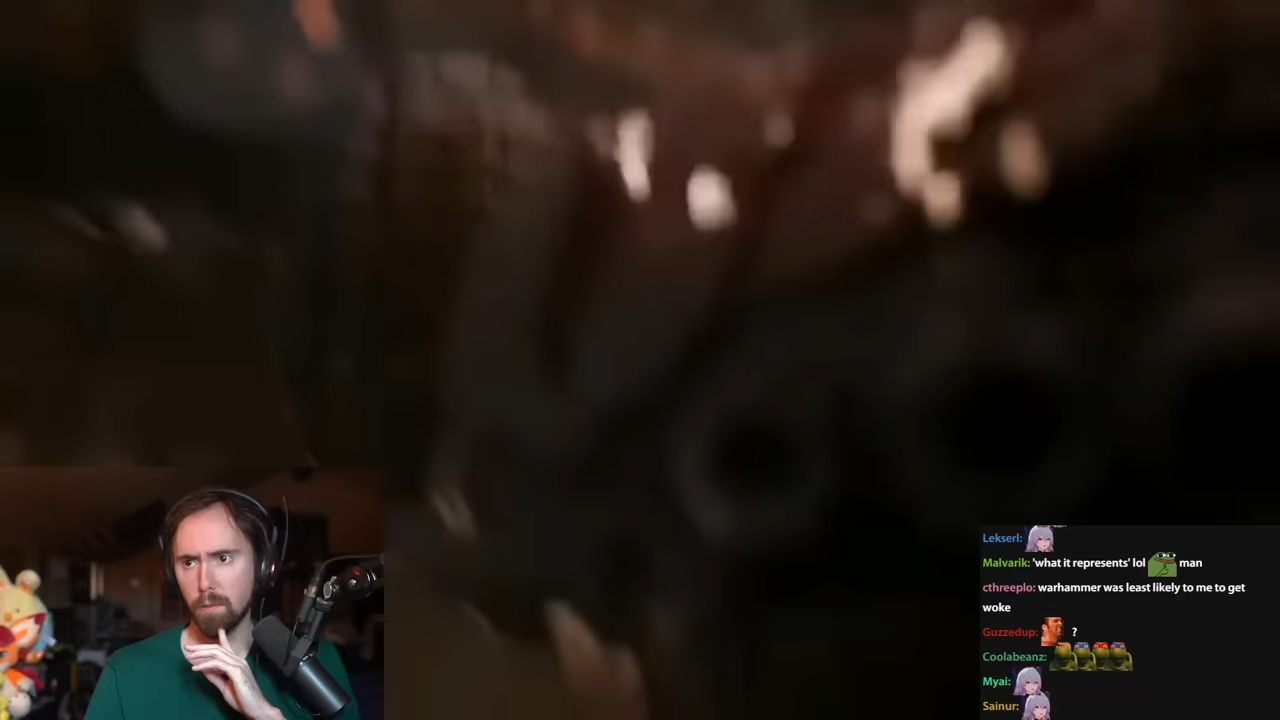 Lekserl:
Malvarik: 'what it represents' lol man
cthreeplo: warhammer was least likely to me to get
woke
Guzzedup: ?
Coolabeanz:
Myai:
Sainur: